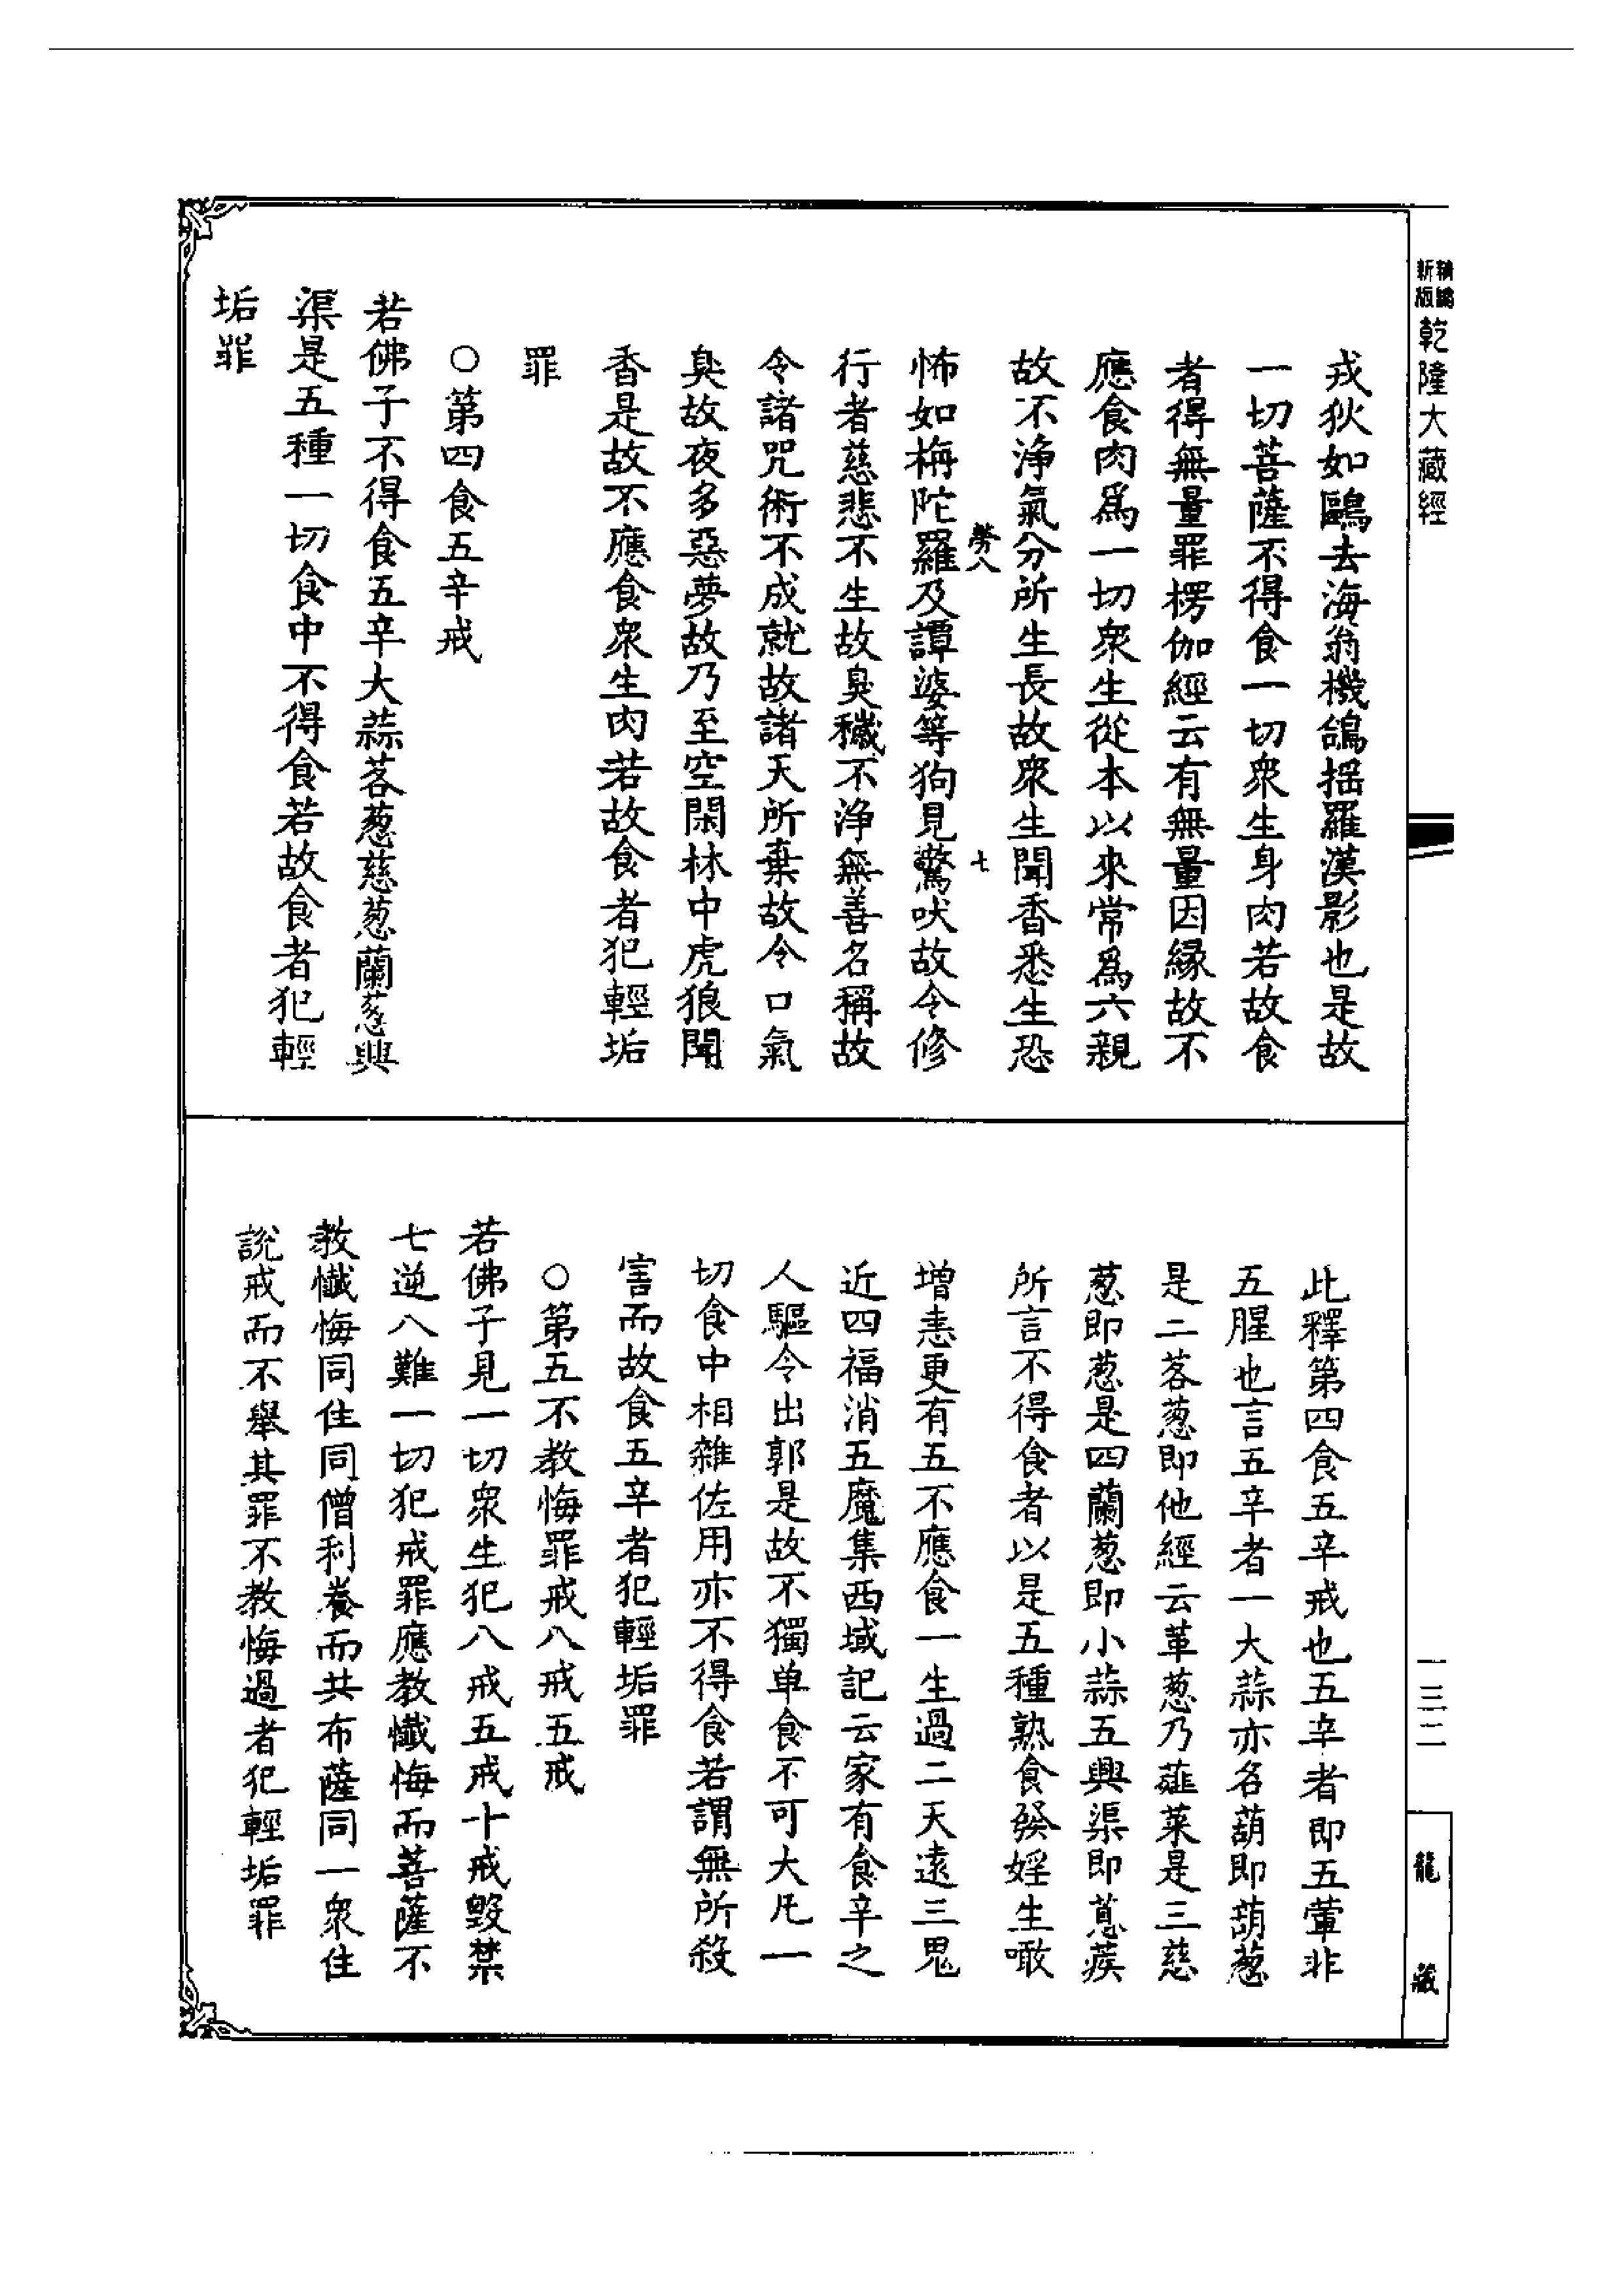 新版
乾隆大藏經
戎狄如鷗去海翁機鴿摇羅漢影也是故
一切菩薩不得食一切衆生身肉若故食
者得無量罪楞伽經云有無量因緣故不
應食肉爲一切衆生從本以來常爲六親
故不淨氣分所生長故衆生聞香悉生恐
勞八
七
怖如栴陀羅及譚婆等狗見驚吠故令修
行者慈悲不生故臭穢不淨無善名稱故
令諸咒術不成就故諸天所棄故令口氣
臭故夜多惡夢故乃至空閑林中虎狼聞
香是故不應食衆生肉若故食者犯輕垢
罪
○第四食五辛戒
若佛子不得食五辛大蒜茖葱慈葱蘭葱興
渠是五種一切食中不得食若故食者犯輕
垢罪
此釋第四食五辛戒也五辛者即五葷非
五腥也言五辛者一大蒜亦名葫即葫葱
是二茖葱即他經云革葱乃薤菜是三慈
葱即葱是四蘭葱即小蒜五興渠即蒠蒺
所言不得食者以是五種熟食發婬生噉
增恚更有五不應食一生過二天遠三鬼
近四福消五魔集西域記云家有食辛之
人驅令出郭是故不獨单食不可大凡一
切食中相雜佐用亦不得食若謂無所殺
害而故食五辛者犯輕垢罪
○第五不教悔罪戒八戒五戒
若佛子見一切衆生犯八戒五戒十戒毀禁
七逆八難一切犯戒罪應教懺悔而菩薩不
教懺悔同住同僧利養而共布薩同一衆住
說戒而不舉其罪不教悔過者犯輕垢罪
一三二
龍藏